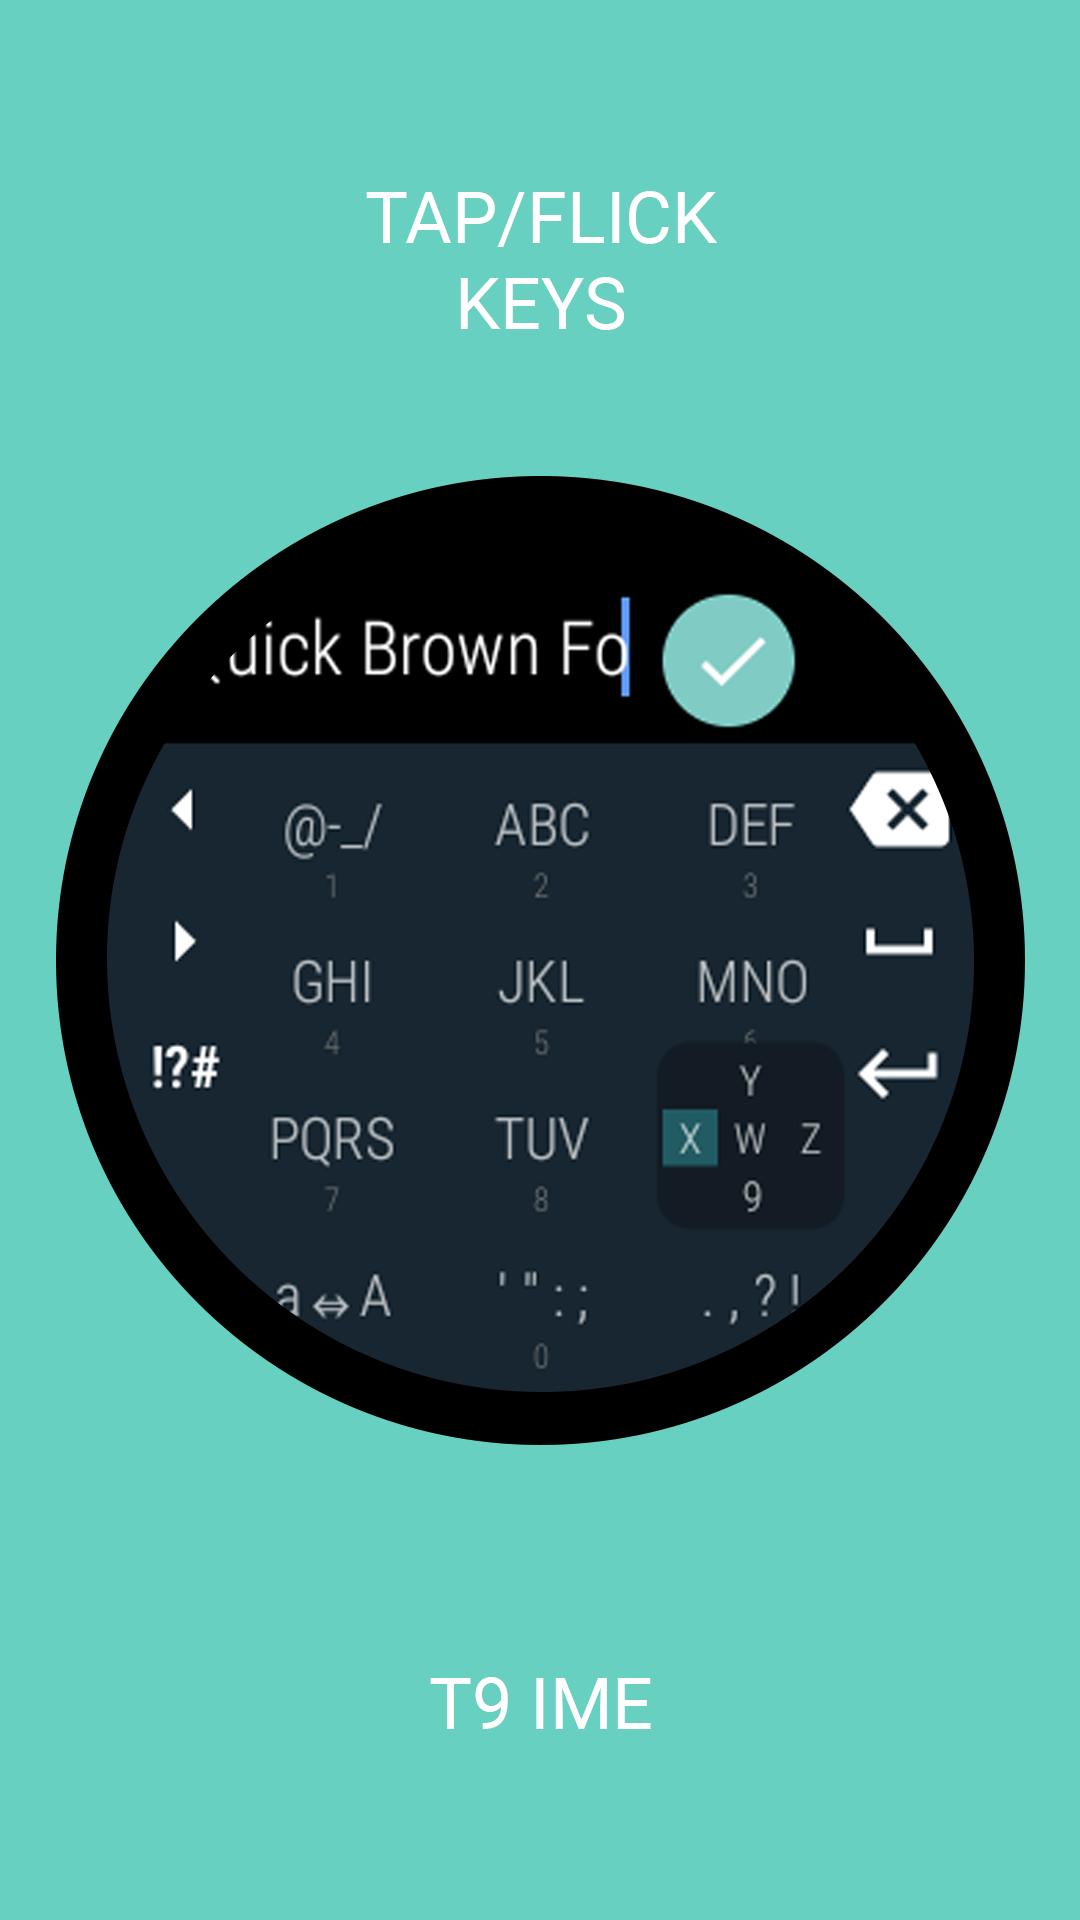 TAP/FLICK
KEYS
uick Brown Fo
@-_/ ABC DEF
1 2 3
GHI JKL MNO
4 5 6
!?#
Y
PQRS TUV X W Z
7 8 9
a⇔A ' " : ; . , ? !
0
T9 IME